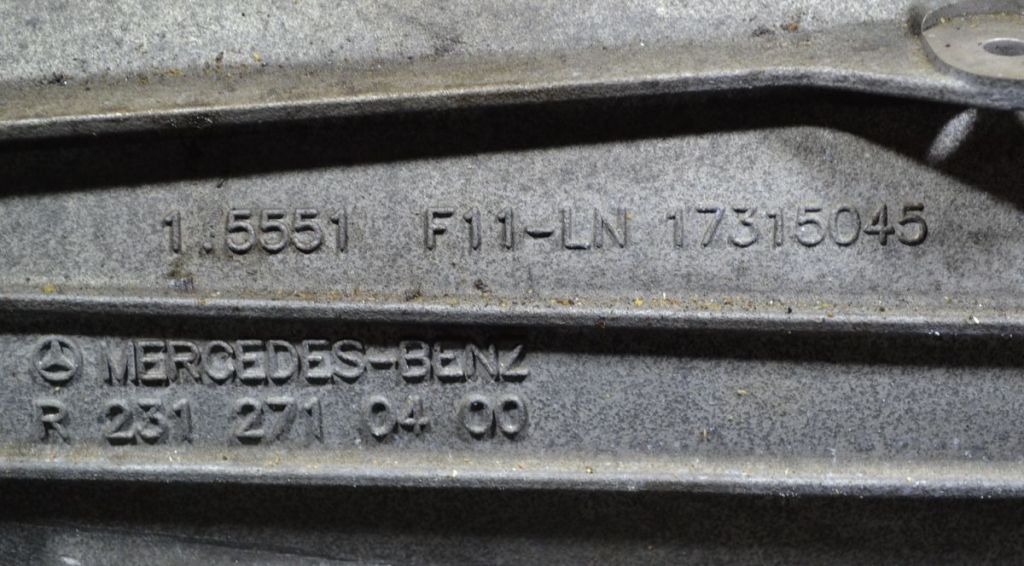 1.5551 F11-LN 17315045
MERCEDES-BENZ
R 231 271 04 00